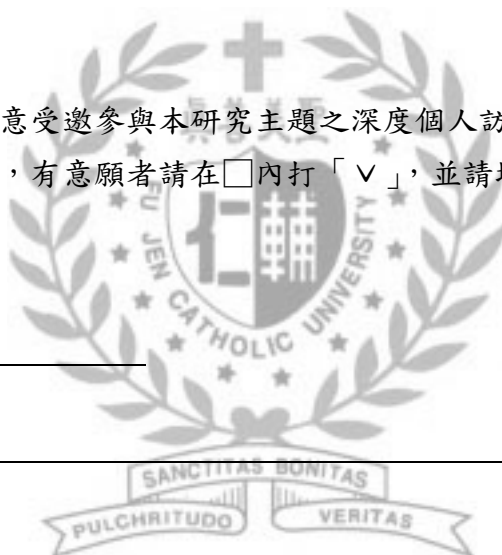 意受邀參與本研究主題之深度個人訪
，有意願者請在□內打「∨」，並請
輔仁
FU JEN CATHOLIC UNIVERSITY
SANCTITAS BONITAS
PULCHRITUDO VERITAS